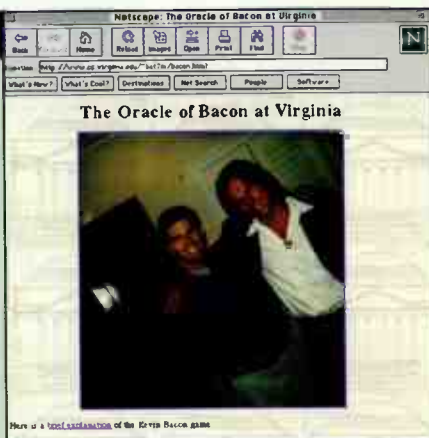 Netscape: The Oracle of Bacon at Virginia
Back Home Reload Images Open Print Find
N
What's New? What's Cool? Destinations Net Search People Software
The Oracle of Bacon at Virginia
Here is a brief explanation of the Kevin Bacon game